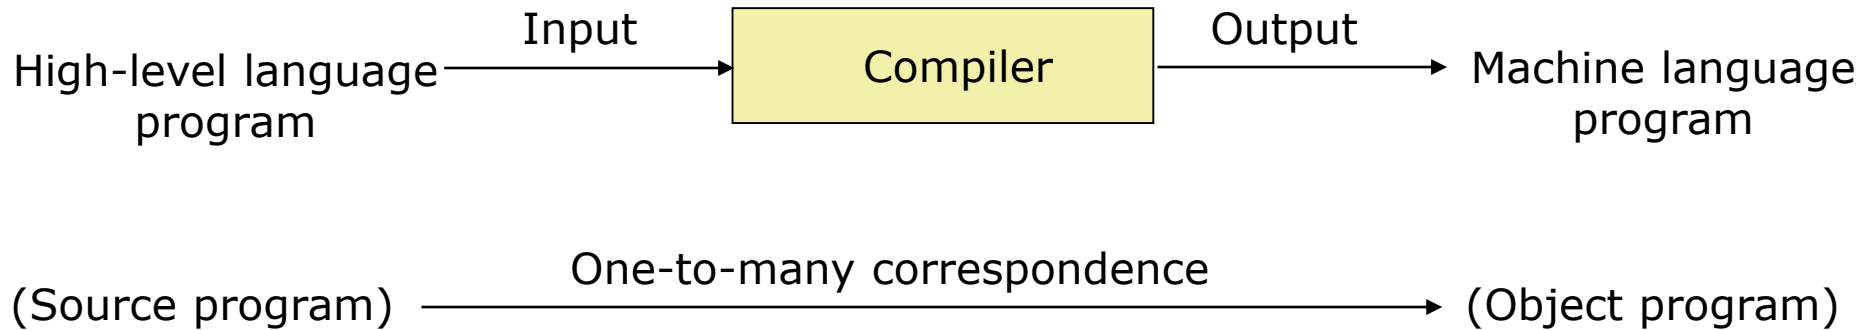 Input
Output
High-level language
program
Compiler
Machine language
program
One-to-many correspondence
(Source program)
(Object program)